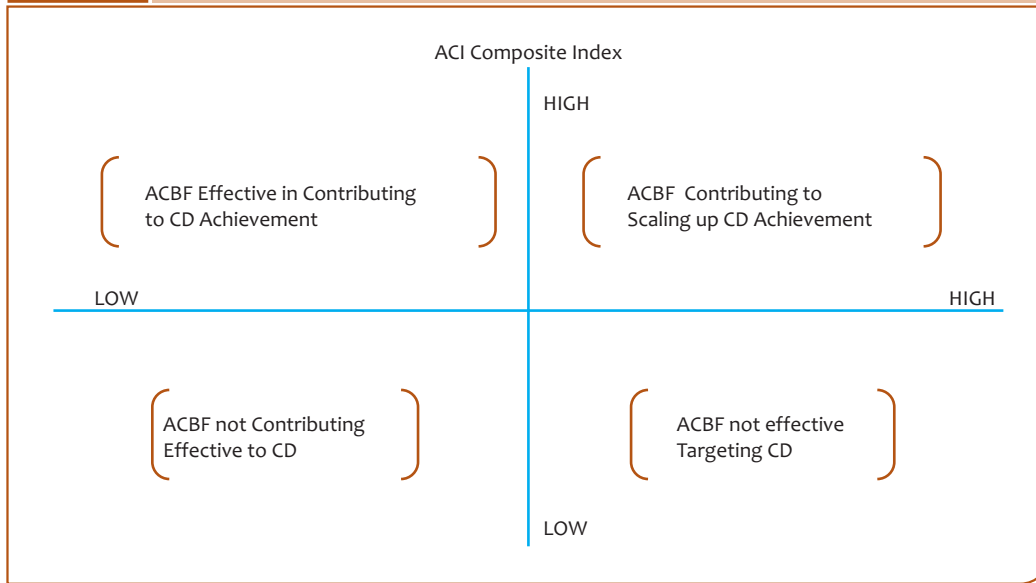 ACI Composite Index
HIGH
ACBF Effective in Contributing
to CD Achievement
ACBF Contributing to
Scaling up CD Achievement
LOW
HIGH
ACBF not Contributing
Effective to CD
ACBF not effective
Targeting CD
LOW